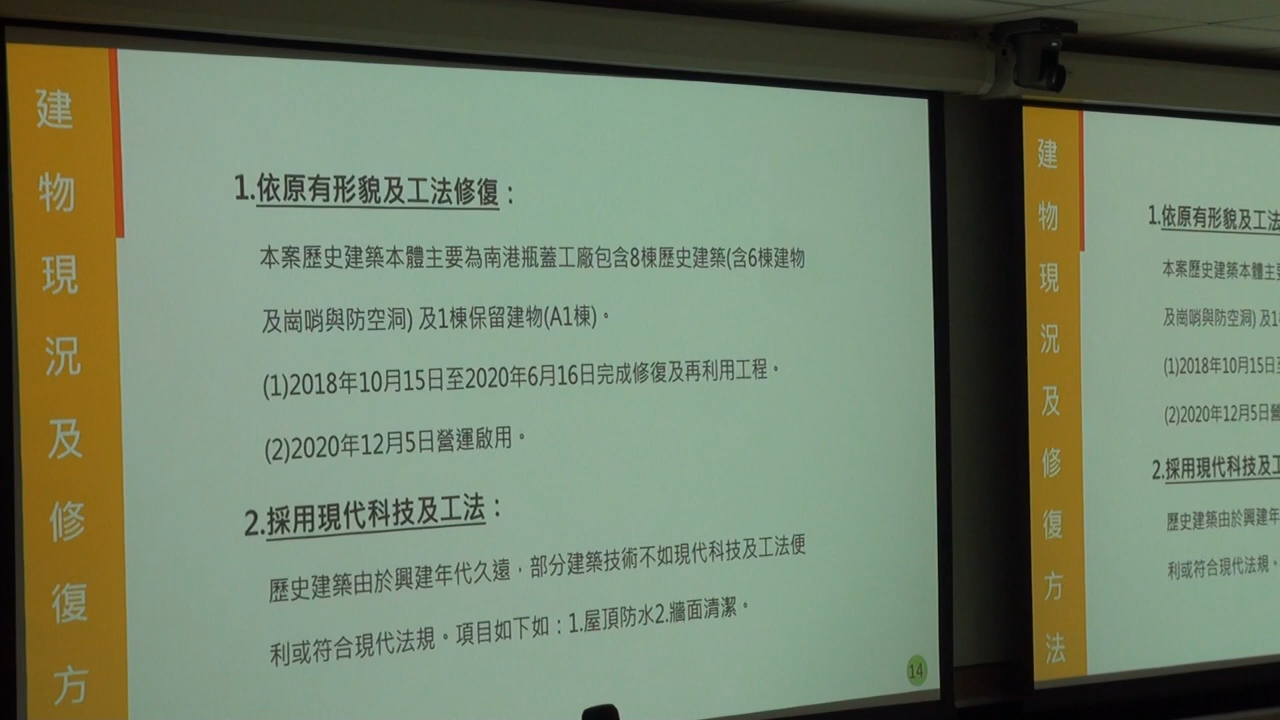 建物現況及修復方
1.依原有形貌及工法修復：
本案歷史建築本體主要為南港瓶蓋工廠包含8棟歷史建築(含6棟建物
及崗哨與防空洞) 及1棟保留建物(A1棟)。
(1)2018年10月15日至2020年6月16日完成修復及再利用工程。
(2)2020年12月5日營運啟用。
2.採用現代科技及工法：
歷史建築由於興建年代久遠，部分建築技術不如現代科技及工法便
利或符合現代法規。項目如下如：1.屋頂防水2.牆面清潔。
14
建物現況及修復方法
1.依原有形貌及工法
本案歷史建築本體主要
及崗哨與防空洞) 及1
(1)2018年10月15日至
(2)2020年12月5日營
2.採用現代科技及工
歷史建築由於興建年
利或符合現代法規。